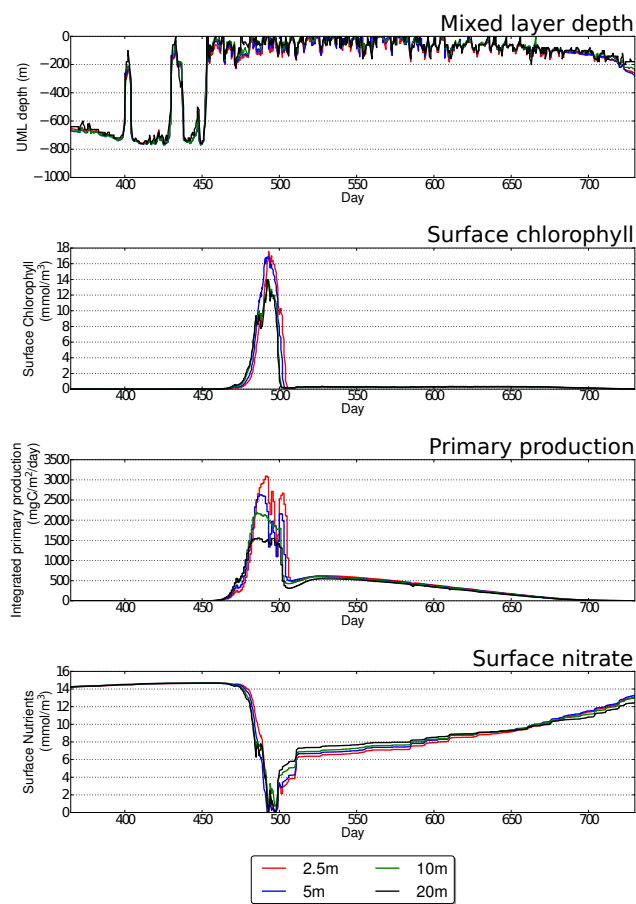 Mixed layer depth
0
−200
−400
−600
−800
−1000
UML depth (m)
400 450 500 550 600 650 700
Day
Surface chlorophyll
18
16
14
12
10
8
6
4
2
0
Surface Chlorophyll
(mmol/m³)
400 450 500 550 600 650 700
Day
Primary production
3500
3000
2500
2000
1500
1000
500
0
Integrated primary production
(mgC/m²/day)
400 450 500 550 600 650 700
Day
Surface nitrate
16
14
12
10
8
6
4
2
0
Surface Nutrients
(mmol/m³)
400 450 500 550 600 650 700
Day
2.5m 10m
5m 20m